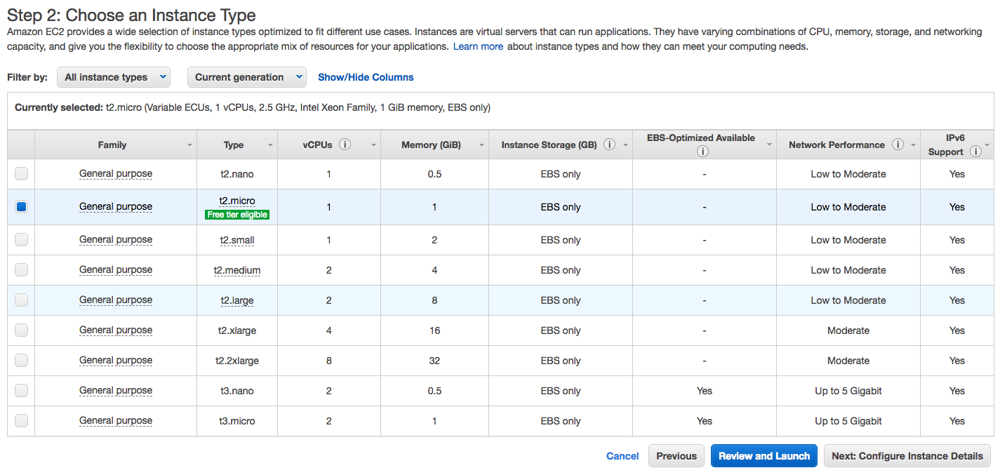 Step 2: Choose an Instance Type
Amazon EC2 provides a wide selection of instance types optimized to fit different use cases. Instances are virtual servers that can run applications. They have varying combinations of CPU, memory, storage, and networking
capacity, and give you the flexibility to choose the appropriate mix of resources for your applications. Learn more about instance types and how they can meet your computing needs.
Filter by: All instance types Current generation Show/Hide Columns
Currently selected: t2.micro (Variable ECUs, 1 vCPUs, 2.5 GHz, Intel Xeon Family, 1 GiB memory, EBS only)
Family Type vCPUs i Memory (GiB) Instance Storage (GB) i EBS-Optimized Available i Network Performance i IPv6 Support i
General purpose t2.nano 1 0.5 EBS only - Low to Moderate Yes
General purpose t2.micro Free tier eligible 1 1 EBS only - Low to Moderate Yes
General purpose t2.small 1 2 EBS only - Low to Moderate Yes
General purpose t2.medium 2 4 EBS only - Low to Moderate Yes
General purpose t2.large 2 8 EBS only - Low to Moderate Yes
General purpose t2.xlarge 4 16 EBS only - Moderate Yes
General purpose t2.2xlarge 8 32 EBS only - Moderate Yes
General purpose t3.nano 2 0.5 EBS only Yes Up to 5 Gigabit Yes
General purpose t3.micro 2 1 EBS only Yes Up to 5 Gigabit Yes
Cancel Previous Review and Launch Next: Configure Instance Details